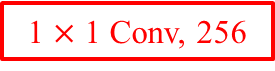 1 × 1 Conv, 256